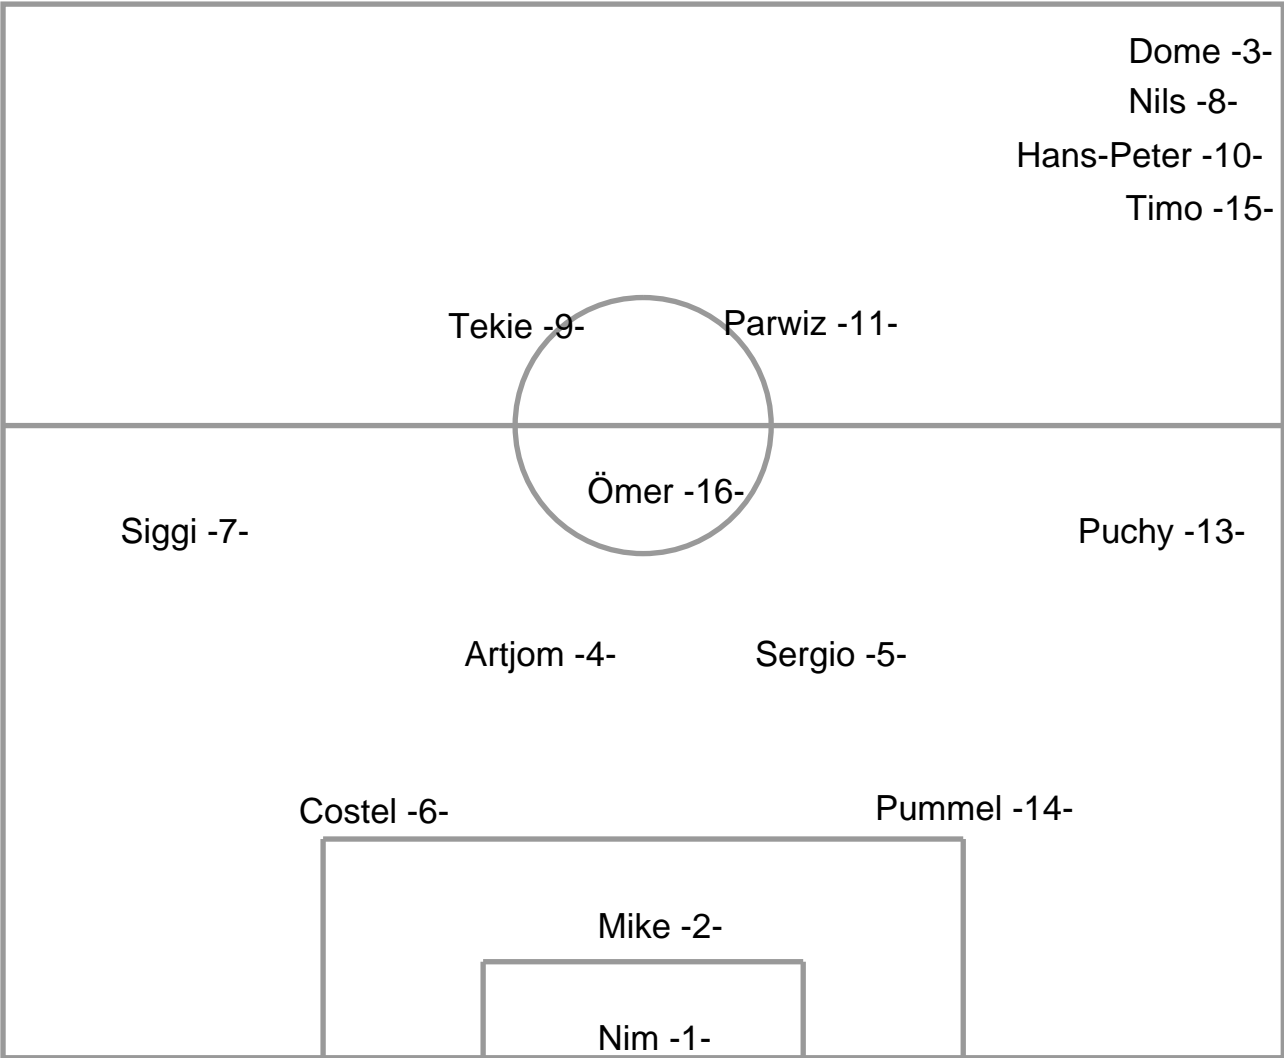 Dome -3-
Nils -8-
Hans-Peter -10-
Timo -15-
Tekie -9-
Parwiz -11-
Ömer -16-
Siggi -7-
Puchy -13-
Artjom -4-
Sergio -5-
Costel -6-
Pummel -14-
Mike -2-
Nim -1-